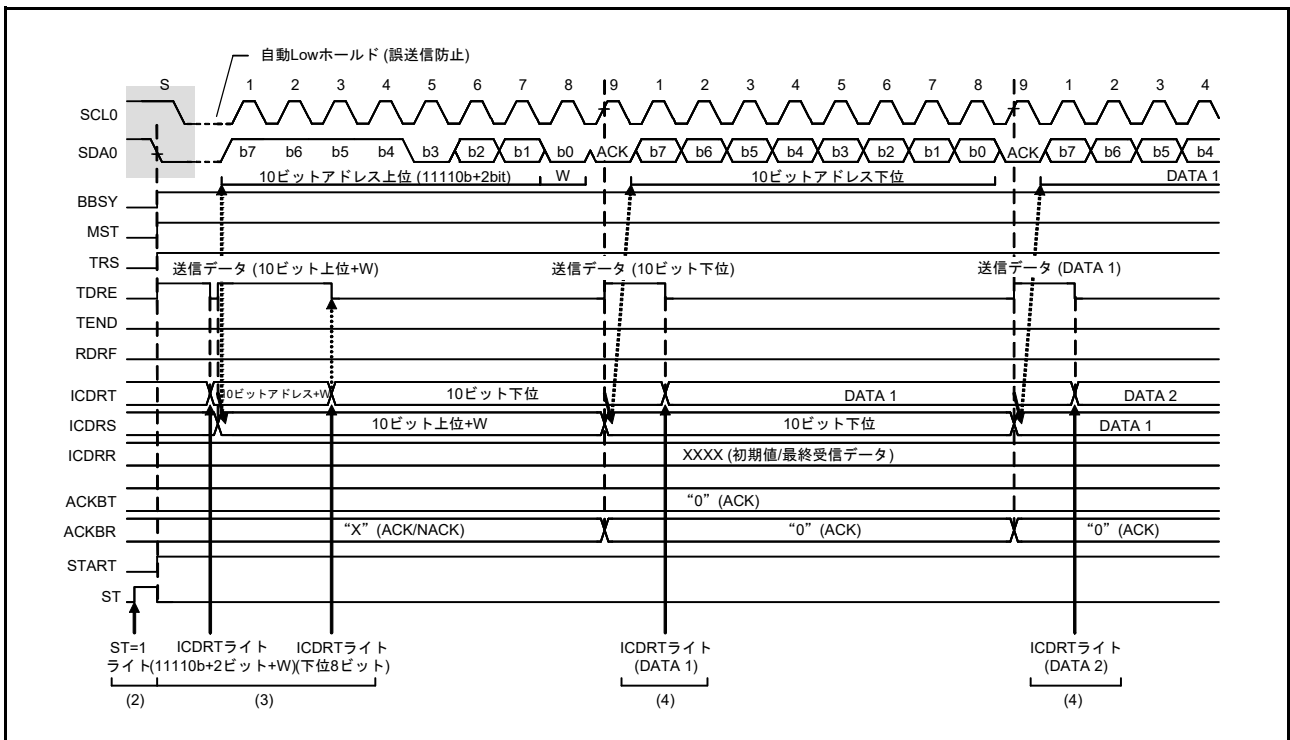 自動Lowホールド (誤送信防止)
S 1 2 3 4 5 6 7 8 9 1 2 3 4 5 6 7 8 9 1 2 3 4
SCL0
SDA0 b7 b6 b5 b4 b3 b2 b1 b0 ACK b7 b6 b5 b4 b3 b2 b1 b0 ACK b7 b6 b5 b4
10ビットアドレス上位 (11110b+2bit) W 10ビットアドレス下位 DATA 1
BBSY
MST
TRS
送信データ (10ビット上位+W) 送信データ (10ビット下位) 送信データ (DATA 1)
TDRE
TEND
RDRF
ICDRT 10ビットアドレス+W 10ビット下位 DATA 1 DATA 2
ICDRS 10ビット上位+W 10ビット下位 DATA 1
ICDRR XXXX (初期値/最終受信データ)
ACKBT “0” (ACK)
ACKBR “X” (ACK/NACK) “0” (ACK) “0” (ACK)
START
ST
ST=1 ICDRTライト ICDRTライト ICDRTライト ICDRTライト
ライト (11110b+2ビット+W) (下位8ビット) (DATA 1) (DATA 2)
(2) (3) (4) (4)